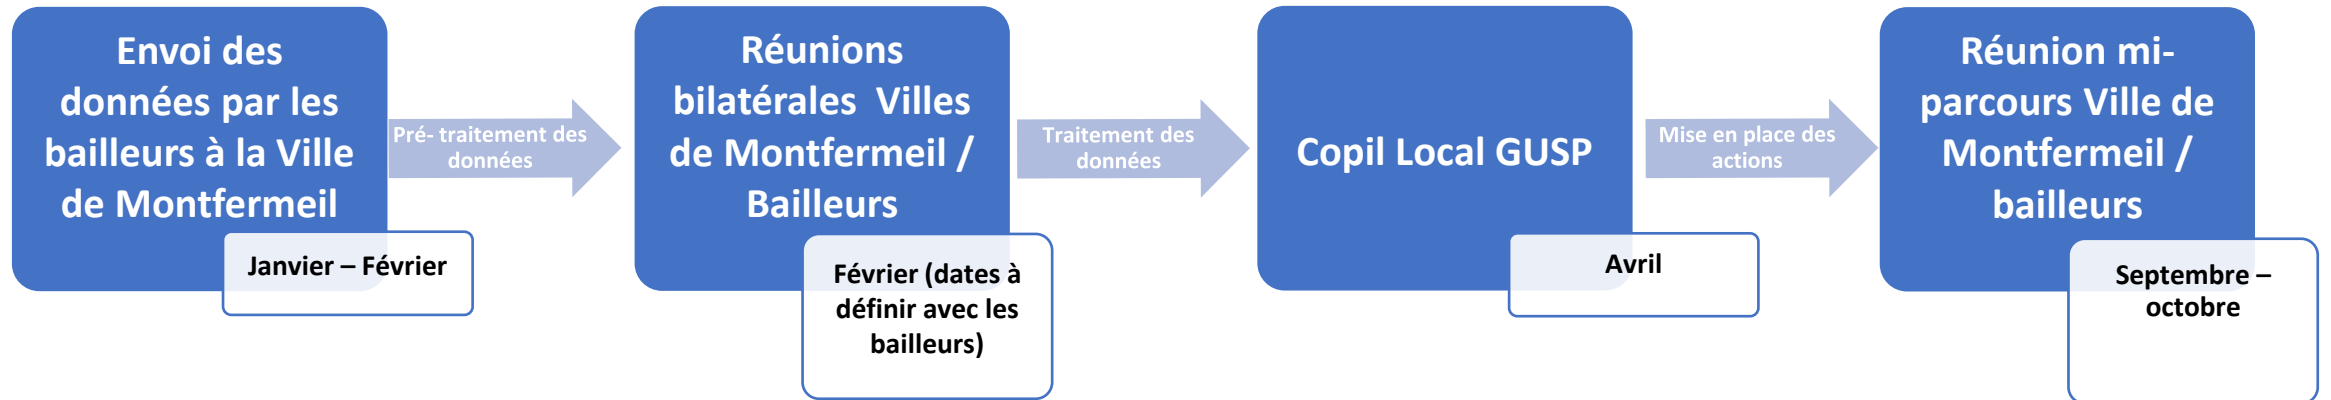 Envoi des
données par les
bailleurs à la Ville
de Montfermeil
Janvier – Février
Pré- traitement des
données
Réunions
bilatérales  Villes
de Montfermeil /
Bailleurs
Février (dates à
définir avec les
bailleurs)
Traitement des
données
Copil Local GUSP
Avril
Mise en place des
actions
Réunion mi-
parcours Ville de
Montfermeil /
bailleurs
Septembre –
octobre